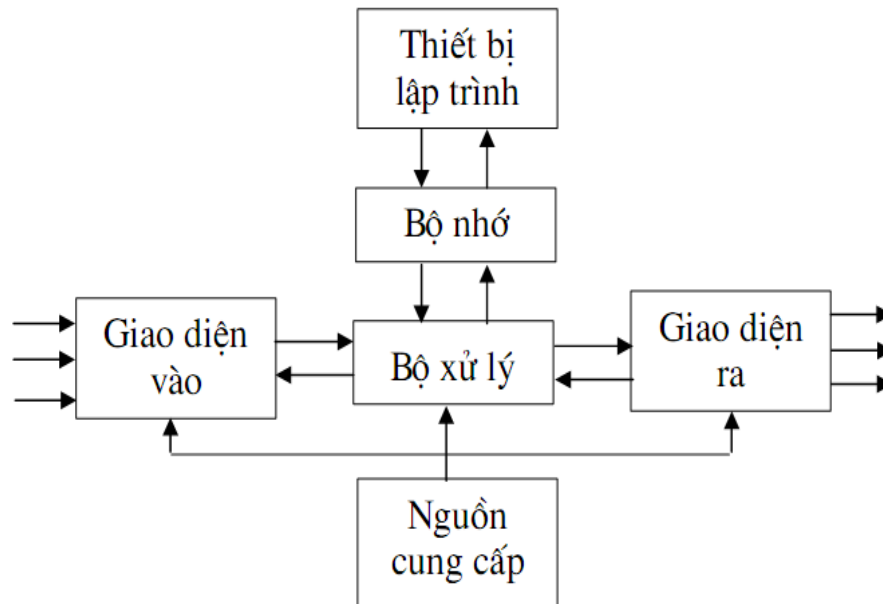 Thiết bị
lập trình
Bộ nhớ
Giao diện
vào
Bộ xử lý
Giao diện
ra
Nguồn
cung cấp